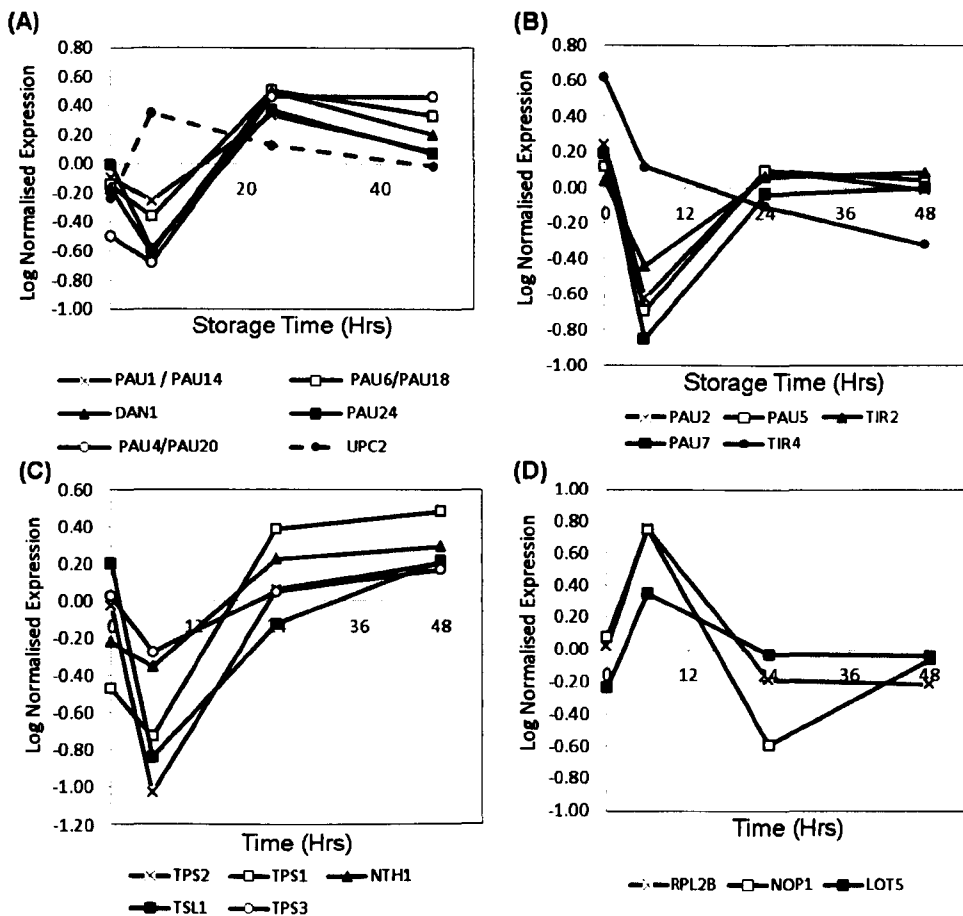 (A)
0.80
0.60
0.40
0.20
0.00
-0.20
-0.40
-0.60
-0.80
-1.00
Log Normalised Expression
20
40
Storage Time (Hrs)
PAU1 / PAU14
PAU6/PAU18
DAN1
PAU24
PAU4/PAU20
UPC2
(B)
0.80
0.60
0.40
0.20
0.00
-0.20
-0.40
-0.60
-0.80
-1.00
Log Normalised Expression
0
12
24
36
48
Storage Time (Hrs)
PAU2
PAU5
TIR2
PAU7
TIR4
(C)
0.60
0.40
0.20
0.00
-0.20
-0.40
-0.60
-0.80
-1.00
-1.20
Log Normalised Expression
0
12
36
48
Time (Hrs)
TPS2
TPS1
NTH1
TSL1
TPS3
(D)
1.00
0.80
0.60
0.40
0.20
0.00
-0.20
-0.40
-0.60
-0.80
-1.00
Log Normalised Expression
0
12
24
36
48
Time (Hrs)
RPL2B
NOP1
LOT5